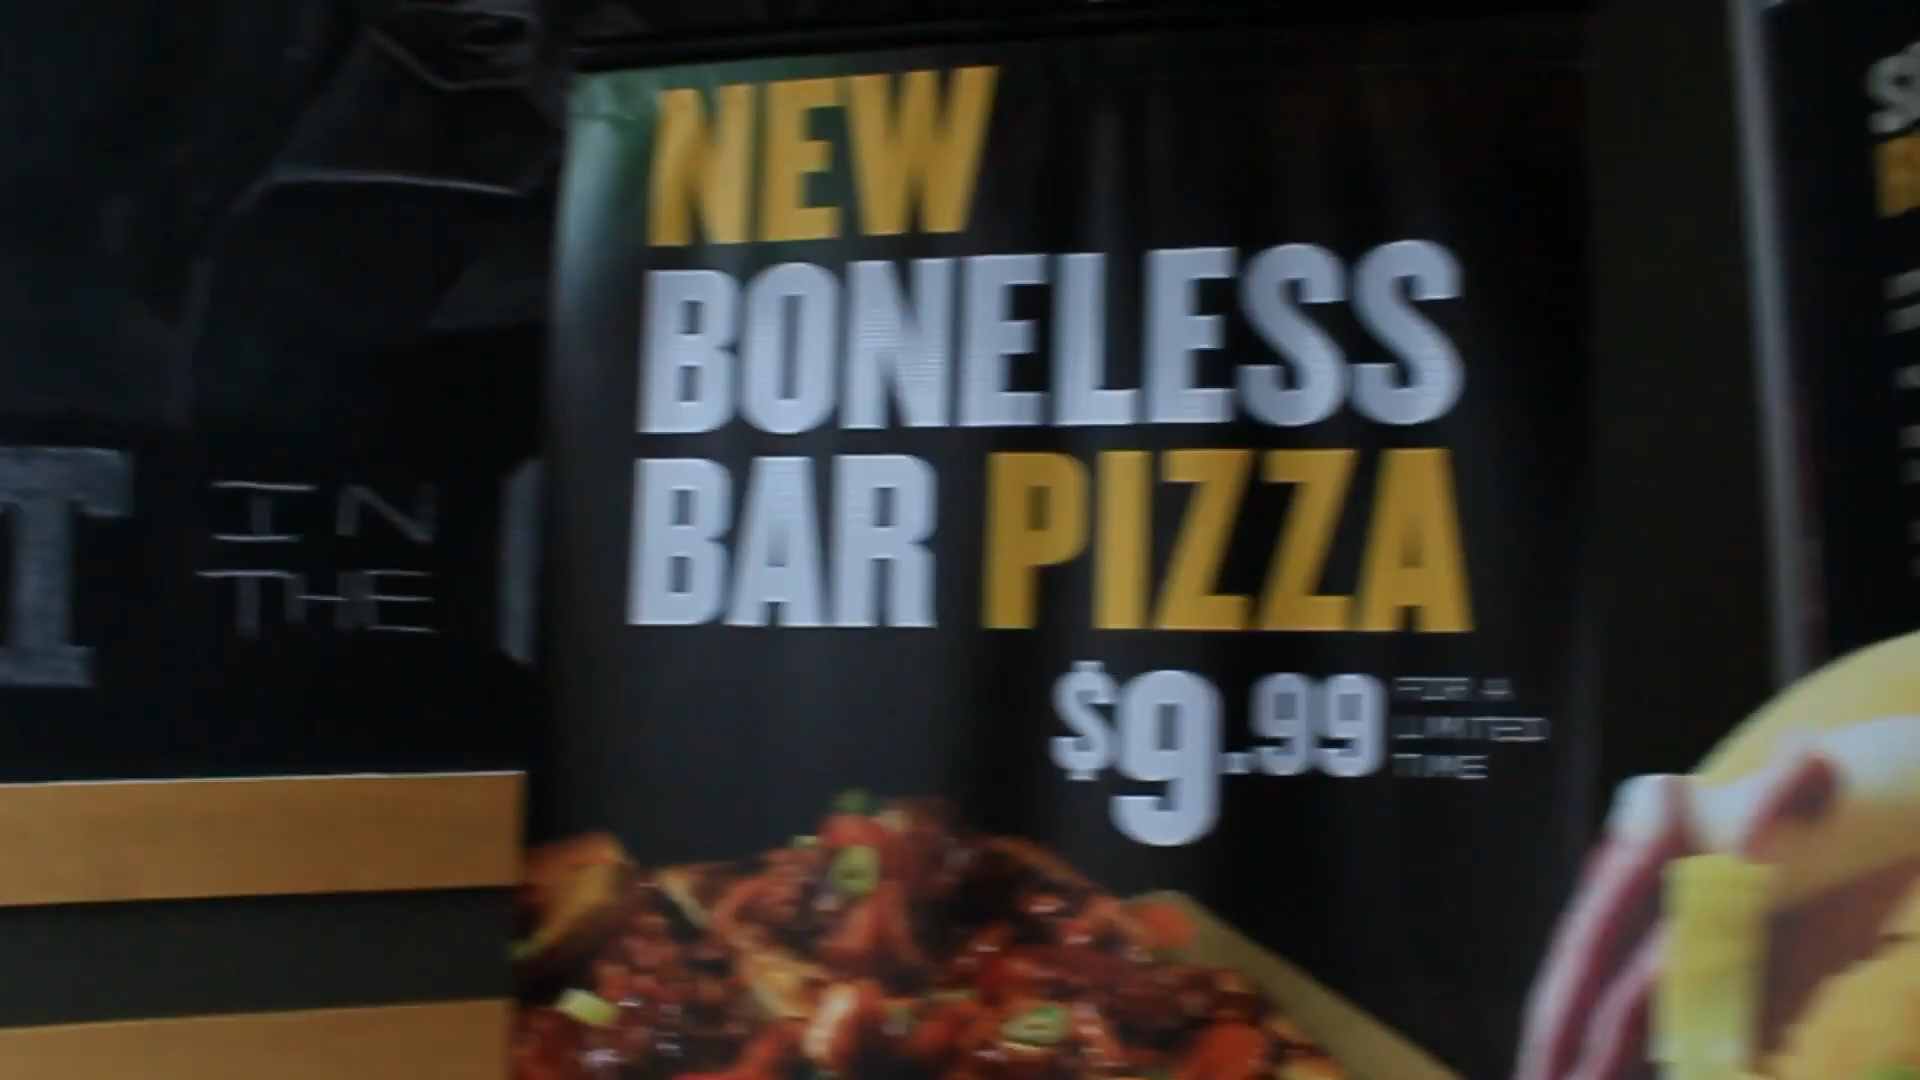 NEW
BONELESS
BAR PIZZA
$9.99
FOR A
LIMITED
TIME
T IN
THE